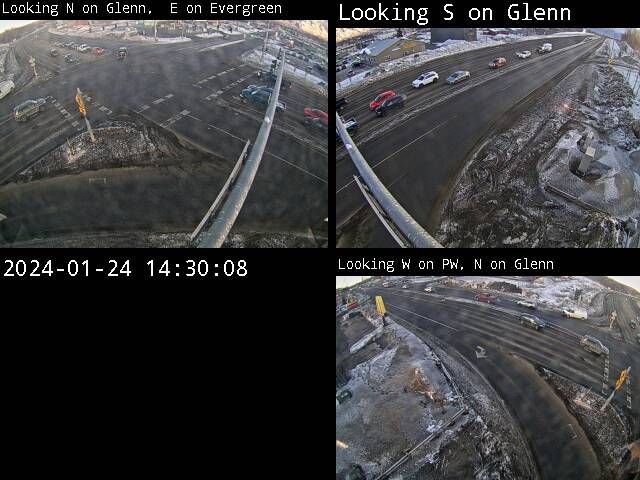 Looking N on Glenn,  E on Evergreen
Looking S on Glenn
2024-01-24 14:30:08
Looking W on PW, N on Glenn